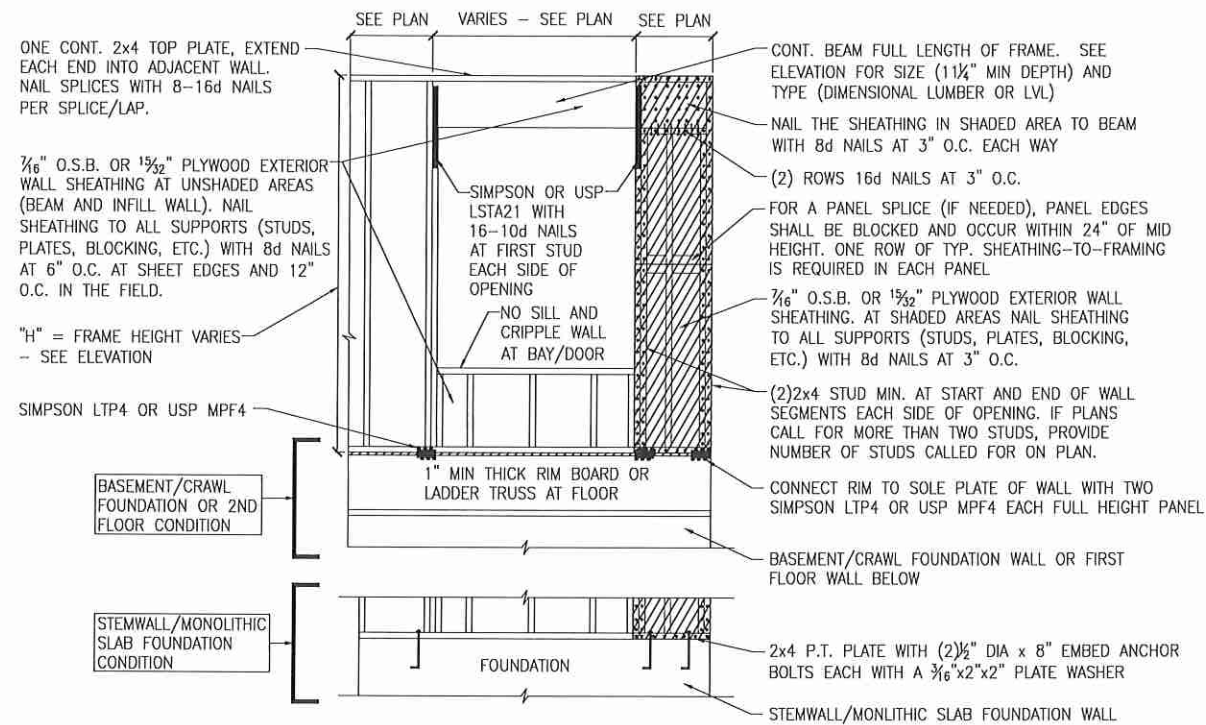 SEE PLAN
VARIES - SEE PLAN
SEE PLAN
ONE CONT. 2x4 TOP PLATE, EXTEND
EACH END INTO ADJACENT WALL.
NAIL SPLICES WITH 8-16d NAILS
PER SPLICE/LAP.
7/16" O.S.B. OR 15/32" PLYWOOD EXTERIOR
WALL SHEATHING AT UNSHADED AREAS
(BEAM AND INFILL WALL). NAIL
SHEATHING TO ALL SUPPORTS (STUDS,
PLATES, BLOCKING, ETC.) WITH 8d NAILS
AT 6" O.C. AT SHEET EDGES AND 12"
O.C. IN THE FIELD.
"H" = FRAME HEIGHT VARIES
- SEE ELEVATION
SIMPSON LTP4 OR USP MPF4
BASEMENT/CRAWL
FOUNDATION OR 2ND
FLOOR CONDITION
STEMWALL/MONOLITHIC
SLAB FOUNDATION
CONDITION
SIMPSON OR USP
LSTA21 WITH
16-10d NAILS
AT FIRST STUD
EACH SIDE OF
OPENING
NO SILL AND
CRIPPLE WALL
AT BAY/DOOR
1" MIN THICK RIM BOARD OR
LADDER TRUSS AT FLOOR
FOUNDATION
CONT. BEAM FULL LENGTH OF FRAME. SEE
ELEVATION FOR SIZE (11 1/4" MIN DEPTH) AND
TYPE (DIMENSIONAL LUMBER OR LVL)
NAIL THE SHEATHING IN SHADED AREA TO BEAM
WITH 8d NAILS AT 3" O.C. EACH WAY
(2) ROWS 16d NAILS AT 3" O.C.
FOR A PANEL SPLICE (IF NEEDED), PANEL EDGES
SHALL BE BLOCKED AND OCCUR WITHIN 24" OF MID
HEIGHT. ONE ROW OF TYP. SHEATHING-TO-FRAMING
IS REQUIRED IN EACH PANEL
7/16" O.S.B. OR 15/32" PLYWOOD EXTERIOR WALL
SHEATHING. AT SHADED AREAS NAIL SHEATHING
TO ALL SUPPORTS (STUDS, PLATES, BLOCKING,
ETC.) WITH 8d NAILS AT 3" O.C.
(2)2x4 STUD MIN. AT START AND END OF WALL
SEGMENTS EACH SIDE OF OPENING. IF PLANS
CALL FOR MORE THAN TWO STUDS, PROVIDE
NUMBER OF STUDS CALLED FOR ON PLAN.
CONNECT RIM TO SOLE PLATE OF WALL WITH TWO
SIMPSON LTP4 OR USP MPF4 EACH FULL HEIGHT PANEL
BASEMENT/CRAWL FOUNDATION WALL OR FIRST
FLOOR WALL BELOW
2x4 P.T. PLATE WITH (2)1/2" DIA x 8" EMBED ANCHOR
BOLTS EACH WITH A 3/16"x2"x2" PLATE WASHER
STEMWALL/MONLITHIC SLAB FOUNDATION WALL